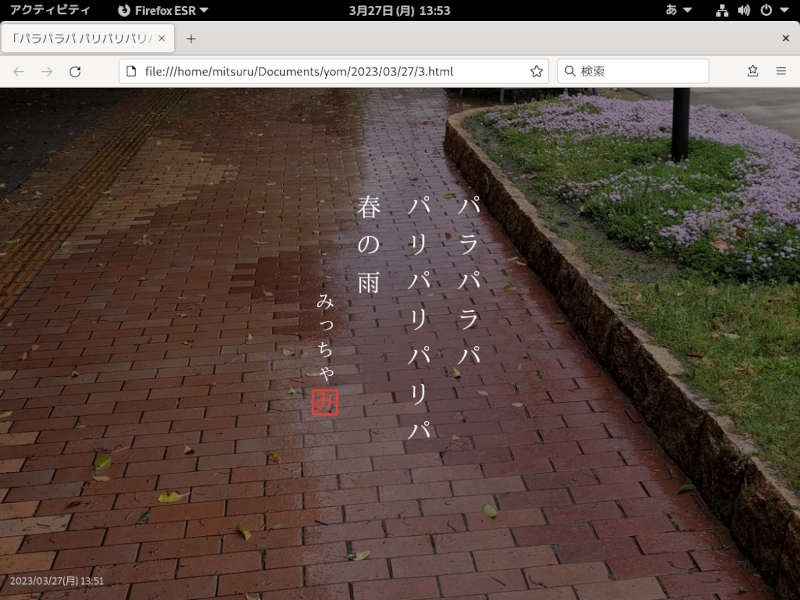 アクティビティ
Firefox ESR
3月27日 (月) 13:53
あ
「パラパラパ パリパリパリ
file:///home/mitsuru/Documents/yom/2023/03/27/3.html
検索
パラパラパ
パリパリパリパ
春の雨
みっちゃ
み
2023/03/27(月) 13:51